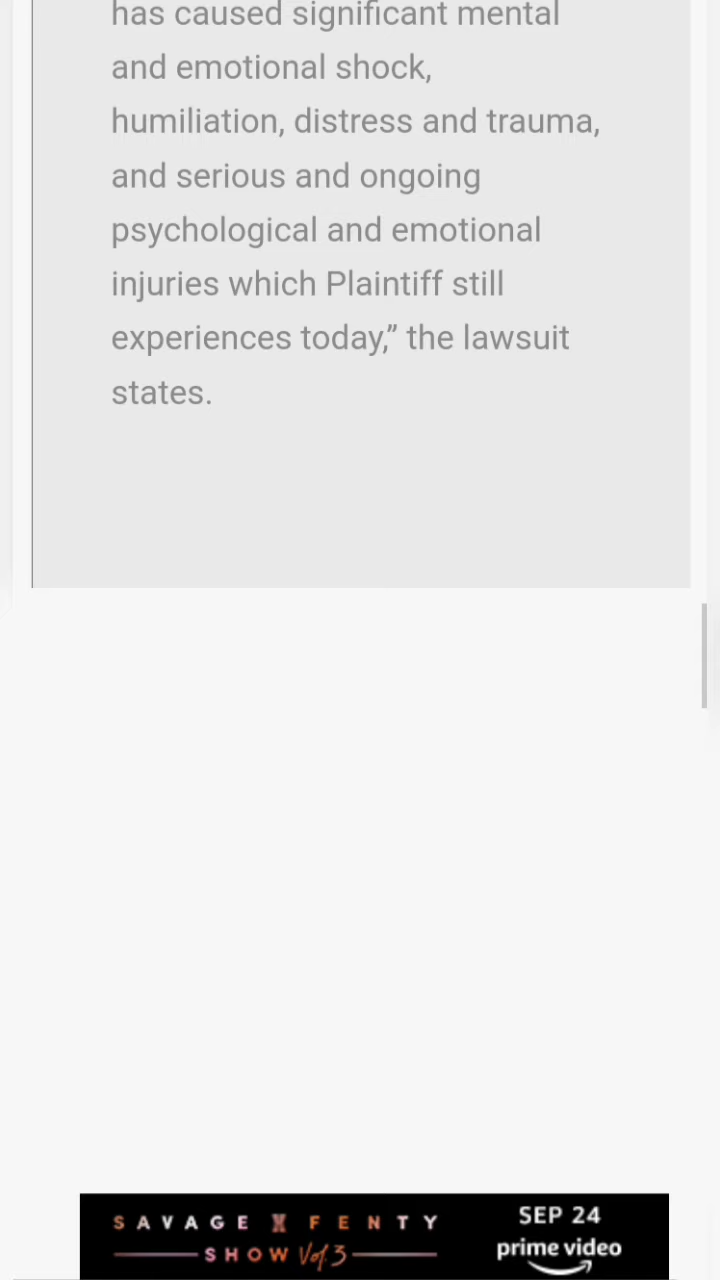 has caused significant mental
and emotional shock,
humiliation, distress and trauma,
and serious and ongoing
psychological and emotional
injuries which Plaintiff still
experiences today,” the lawsuit
states.
SAVAGE X FENTY
SHOW Vol 3
SEP 24
prime video